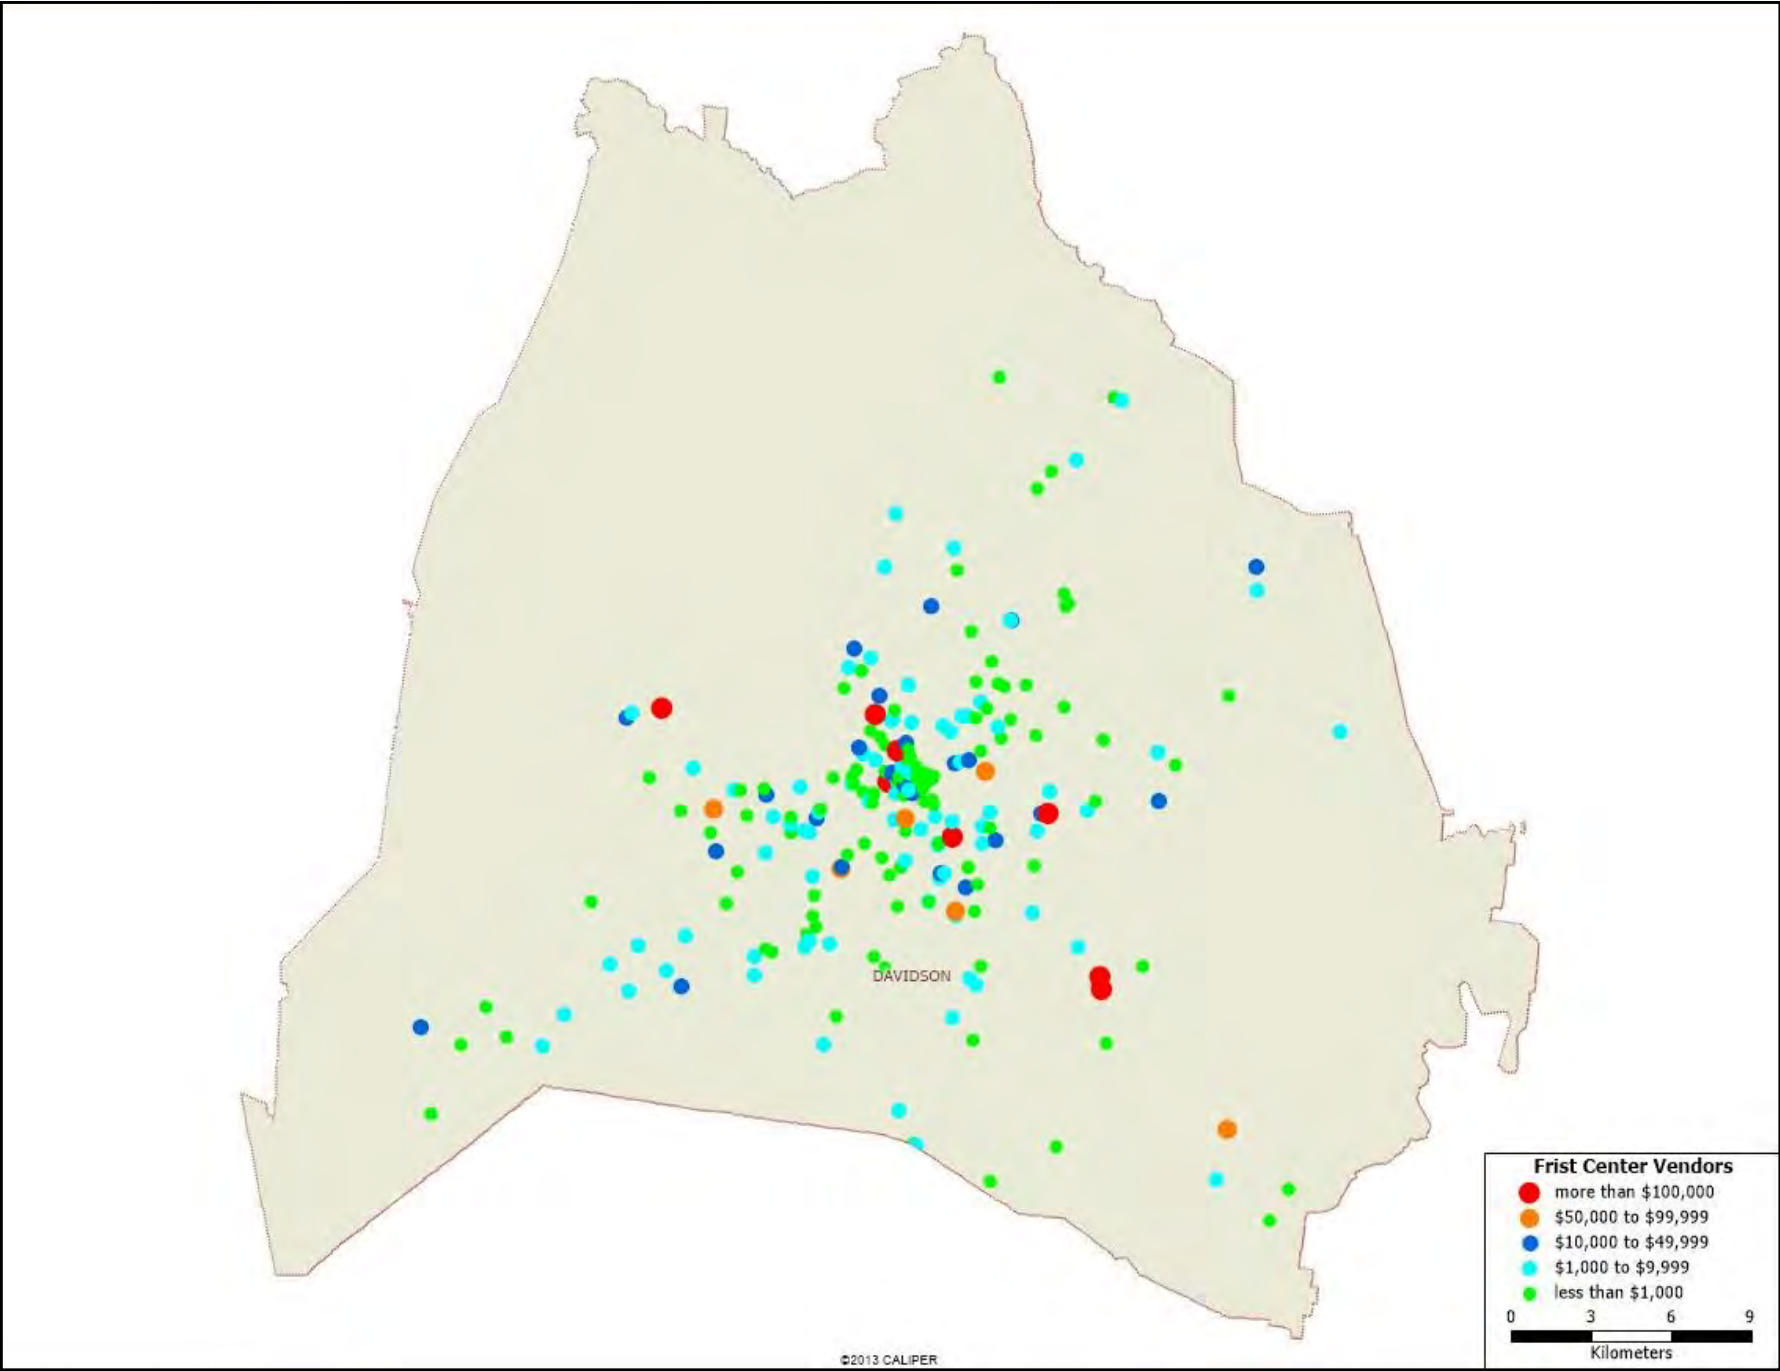 DAVIDSON
Frist Center Vendors
more than $100,000
$50,000 to $99,999
$10,000 to $49,999
$1,000 to $9,999
less than $1,000
0 3 6 9
Kilometers
©2013 CALIPER